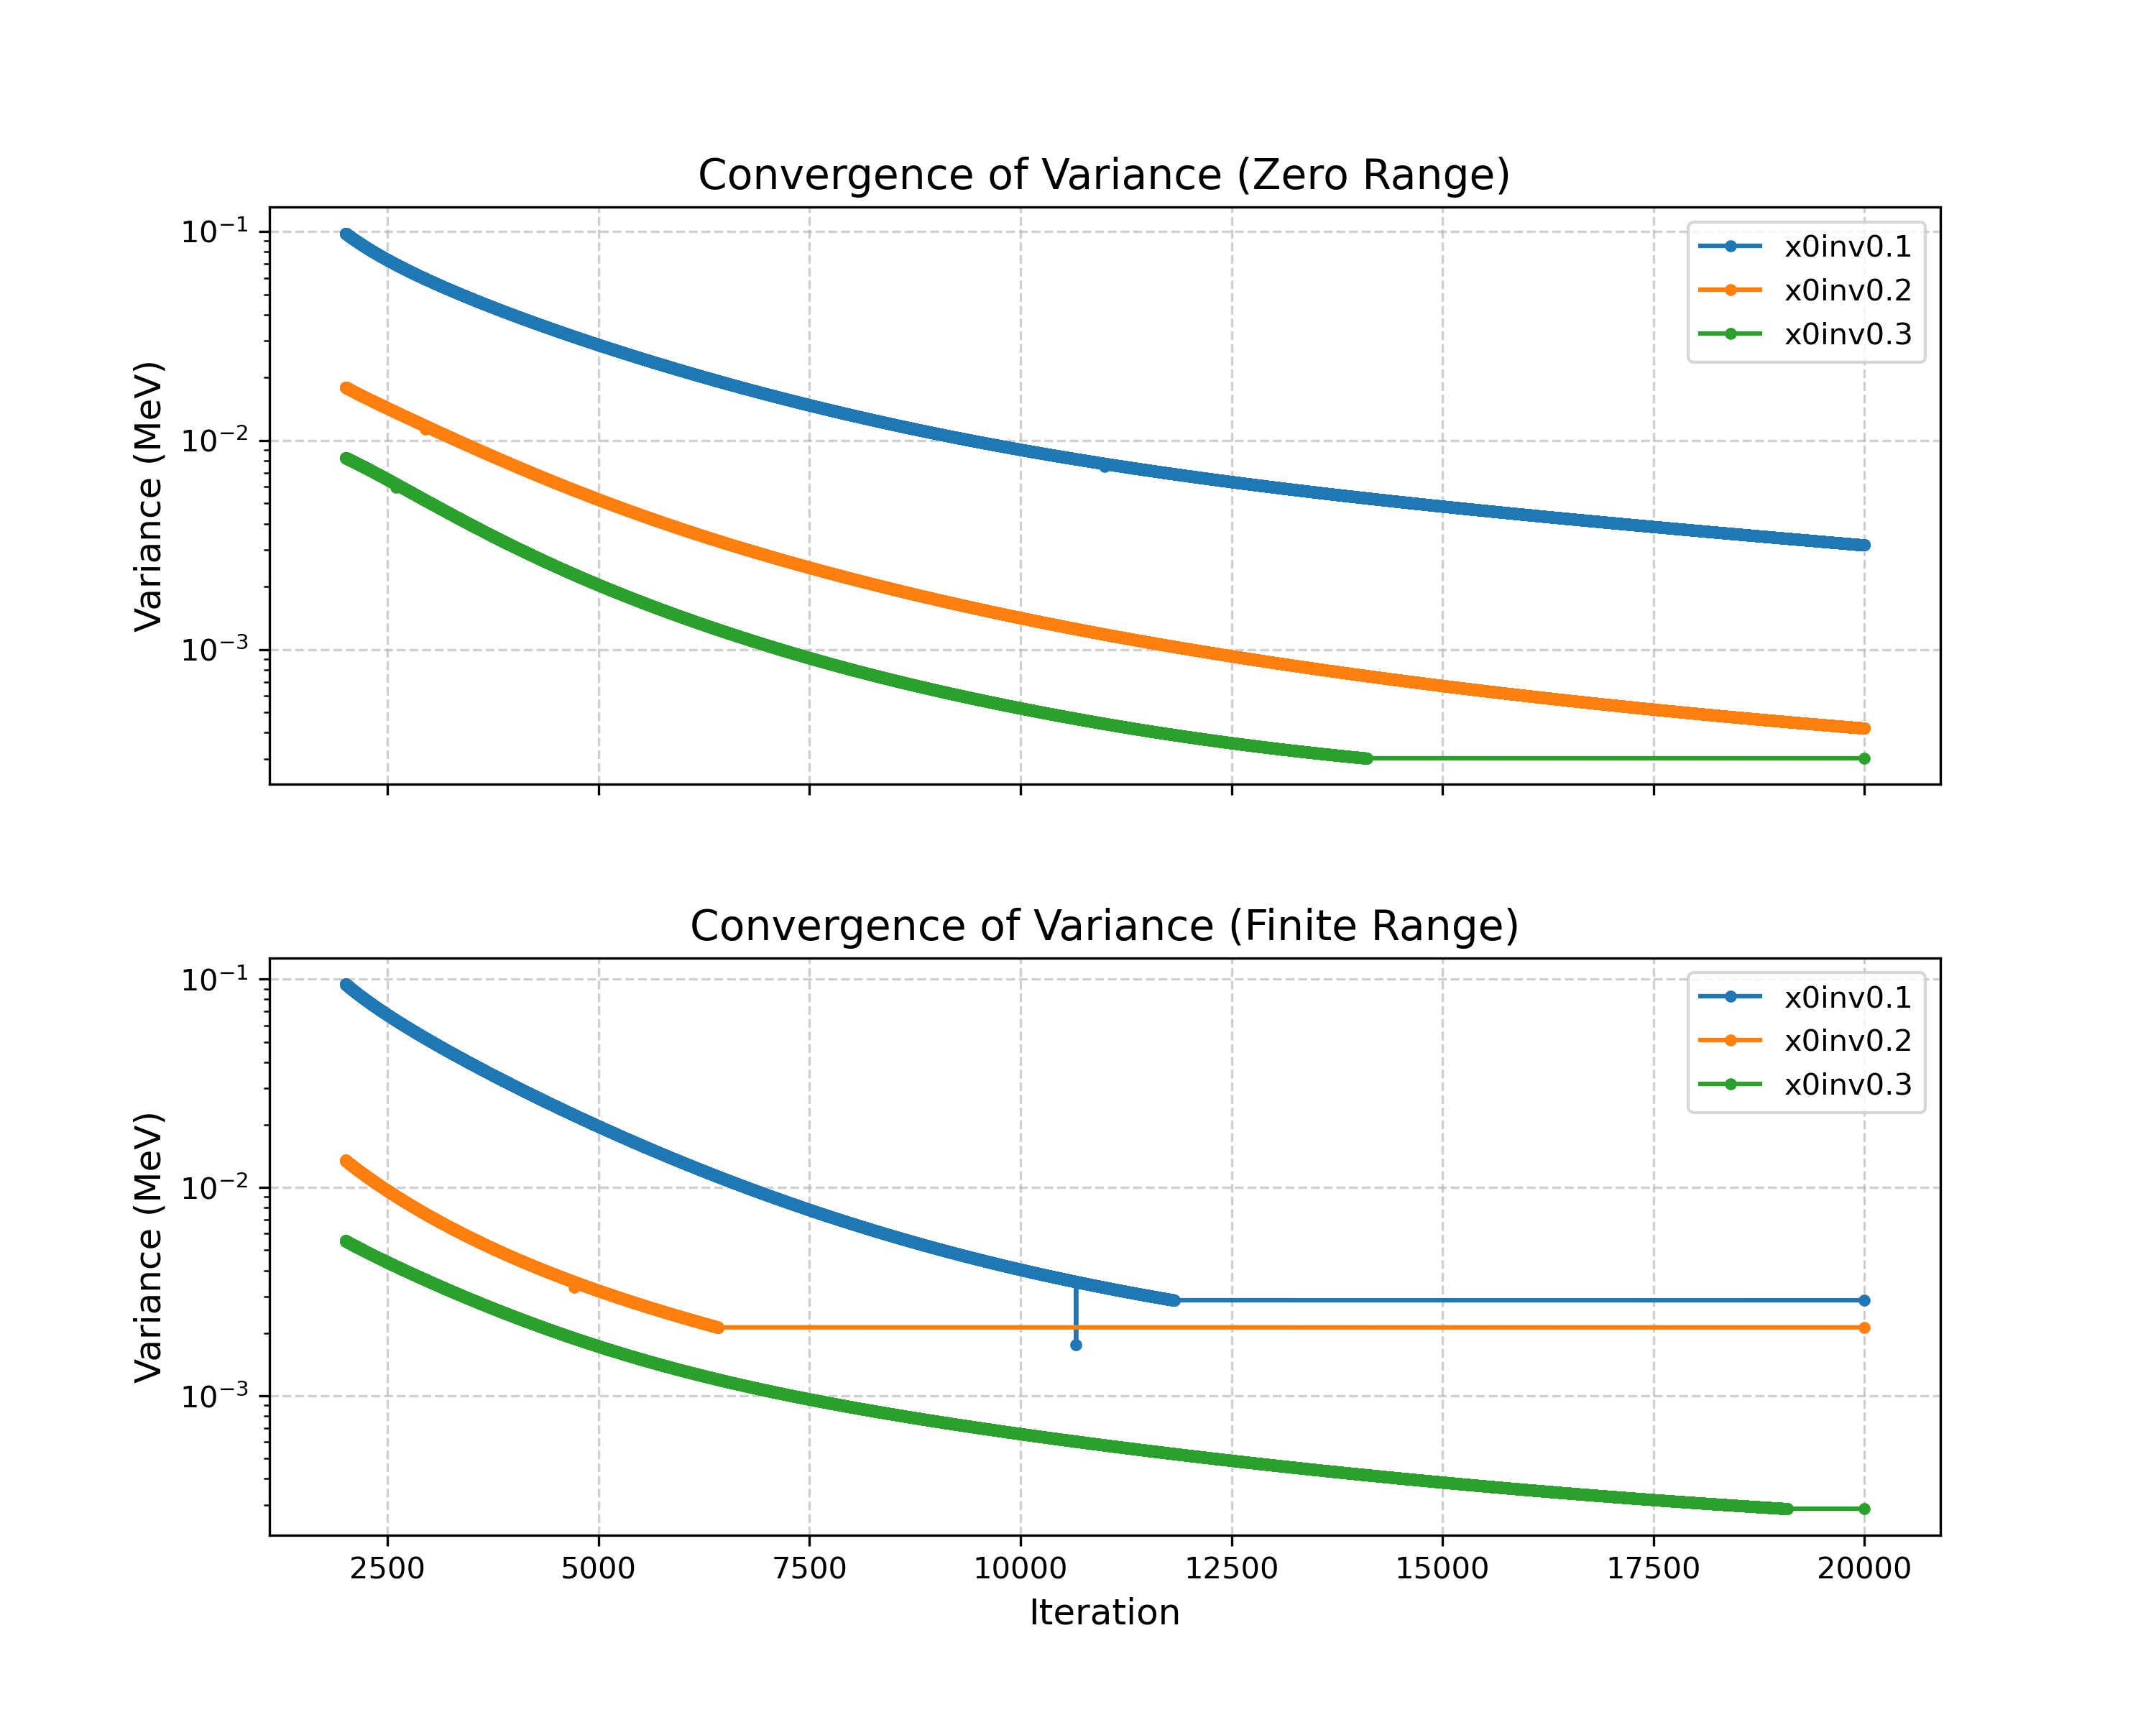 Convergence of Variance (Zero Range)
Variance (MeV)
10⁻¹
10⁻²
10⁻³
x0inv0.1
x0inv0.2
x0inv0.3
Convergence of Variance (Finite Range)
Variance (MeV)
10⁻¹
10⁻²
10⁻³
x0inv0.1
x0inv0.2
x0inv0.3
2500 5000 7500 10000 12500 15000 17500 20000
Iteration